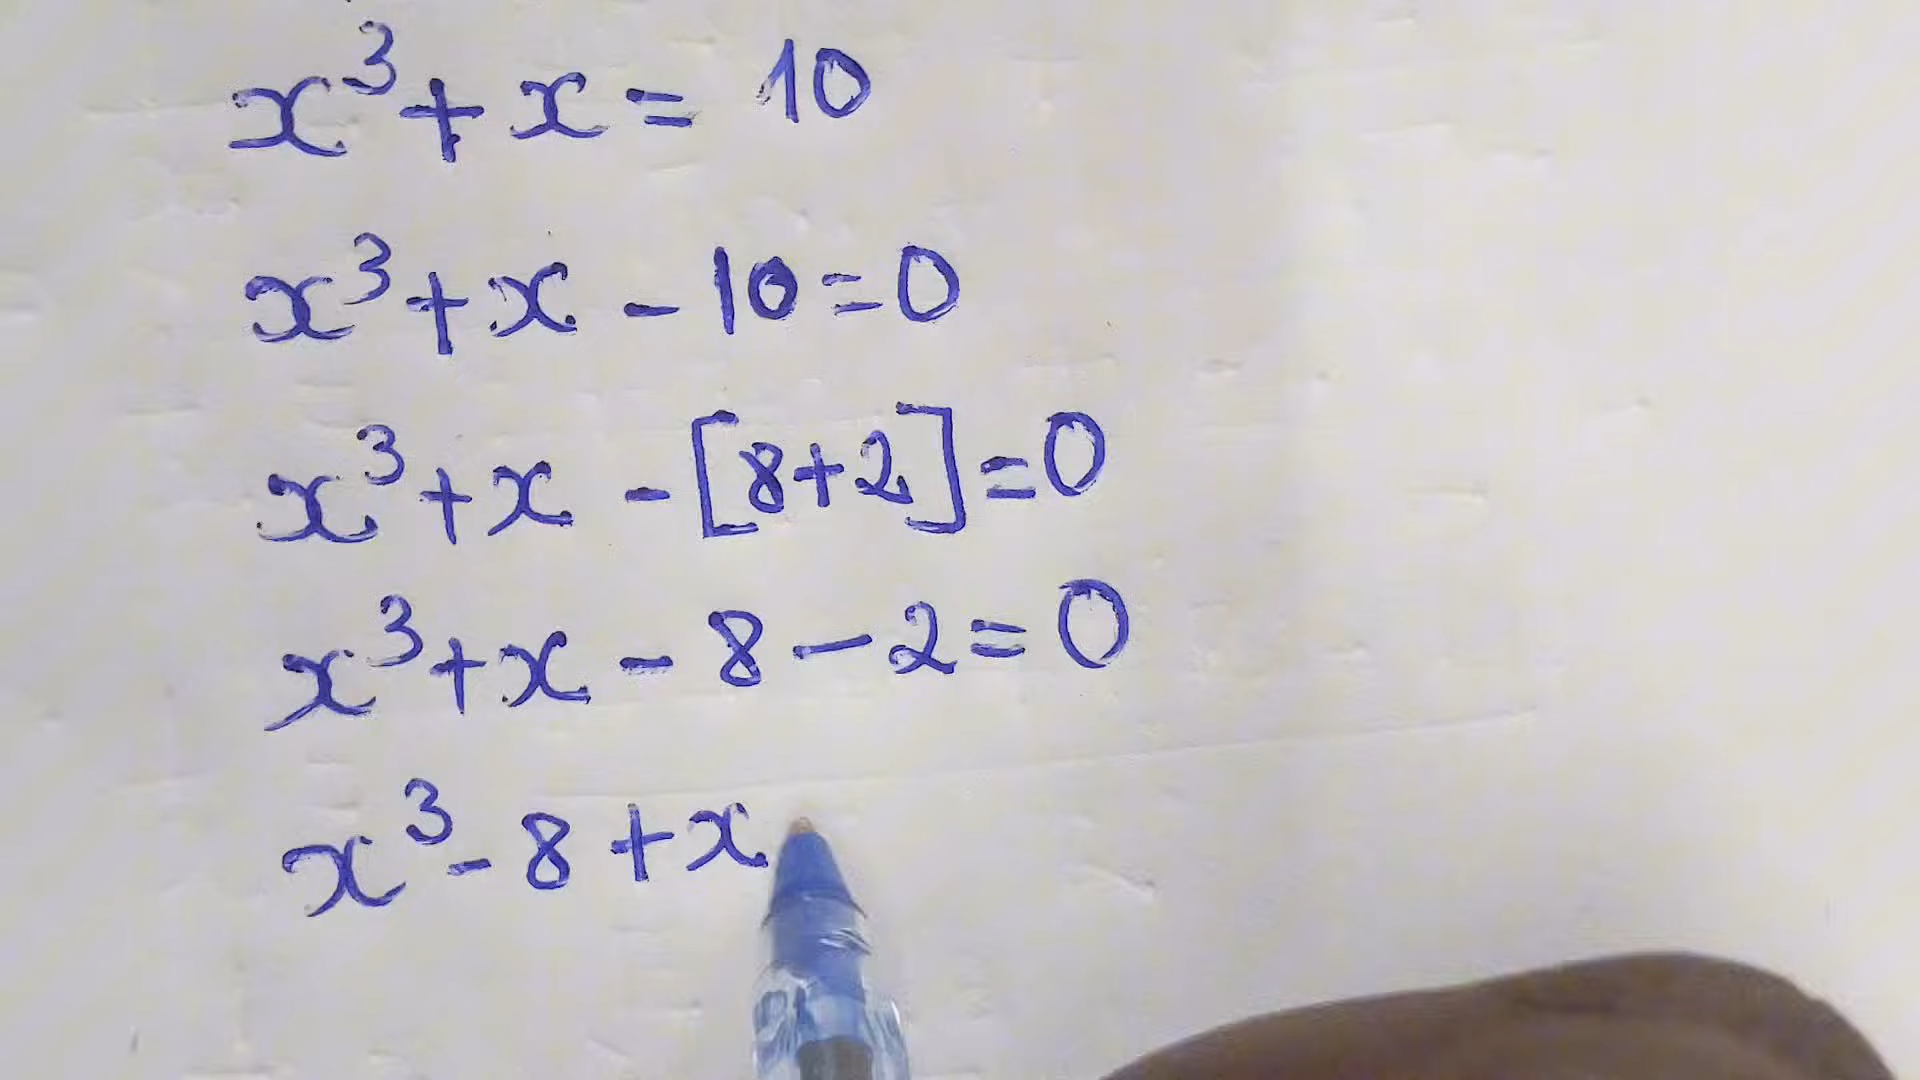 x³ + x = 10
x³ + x - 10 = 0
x³ + x - [8+2] = 0
x³ + x - 8 - 2 = 0
x³ - 8 + x